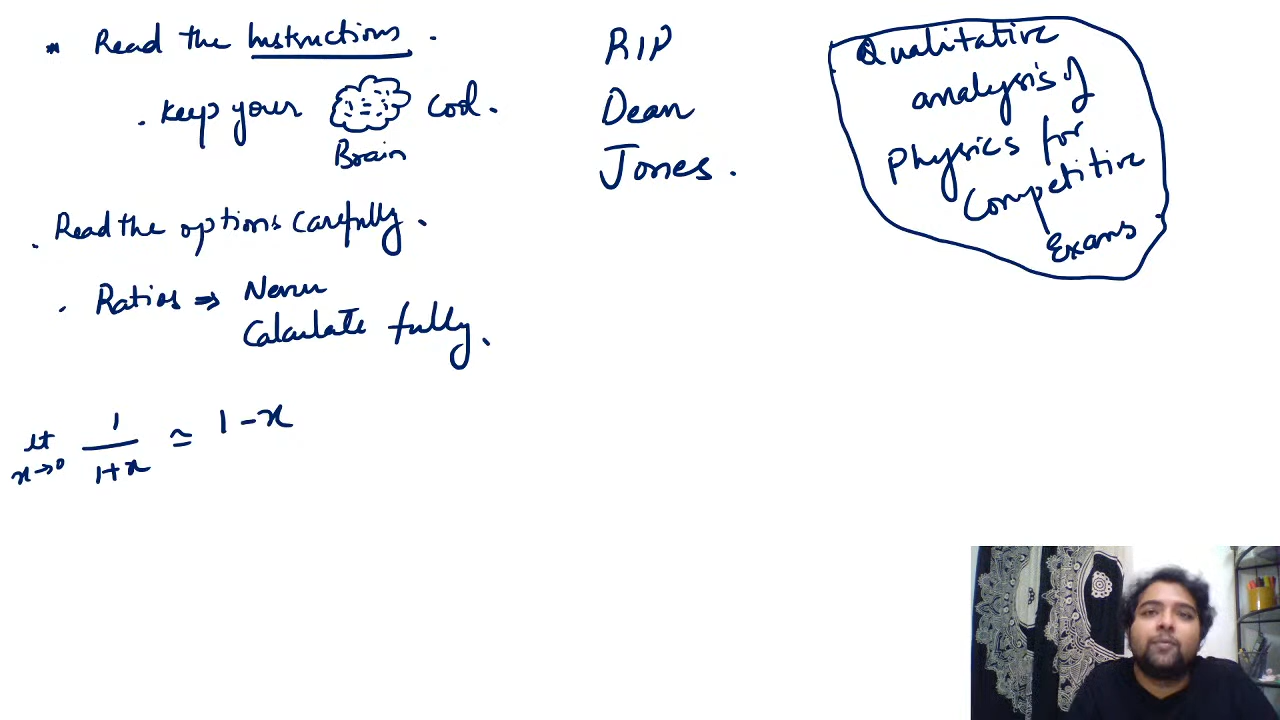 * Read the Instructions.
. Keep your cool.
Brain
. Read the options carefully.
. Ratios ⇒ Never
Calculate fully.
lt 1 ≃ 1-x
x→0 1+x
RIP
Dean
Jones.
Qualitative
analysis of
Physics for
Competitive
Exams